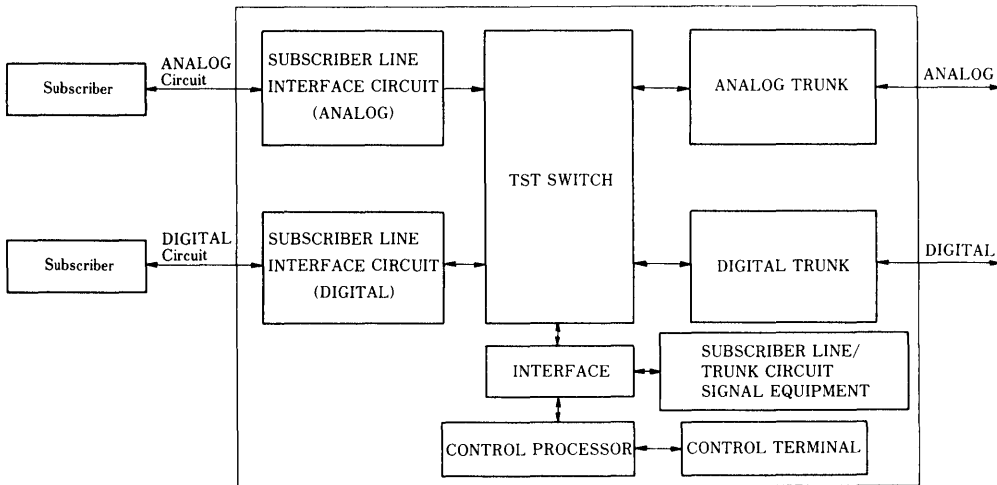 Subscriber
ANALOG
Circuit
SUBSCRIBER LINE
INTERFACE CIRCUIT
(ANALOG)
TST SWITCH
ANALOG TRUNK
ANALOG
Subscriber
DIGITAL
Circuit
SUBSCRIBER LINE
INTERFACE CIRCUIT
(DIGITAL)
DIGITAL TRUNK
DIGITAL
INTERFACE
SUBSCRIBER LINE/
TRUNK CIRCUIT
SIGNAL EQUIPMENT
CONTROL PROCESSOR
CONTROL TERMINAL